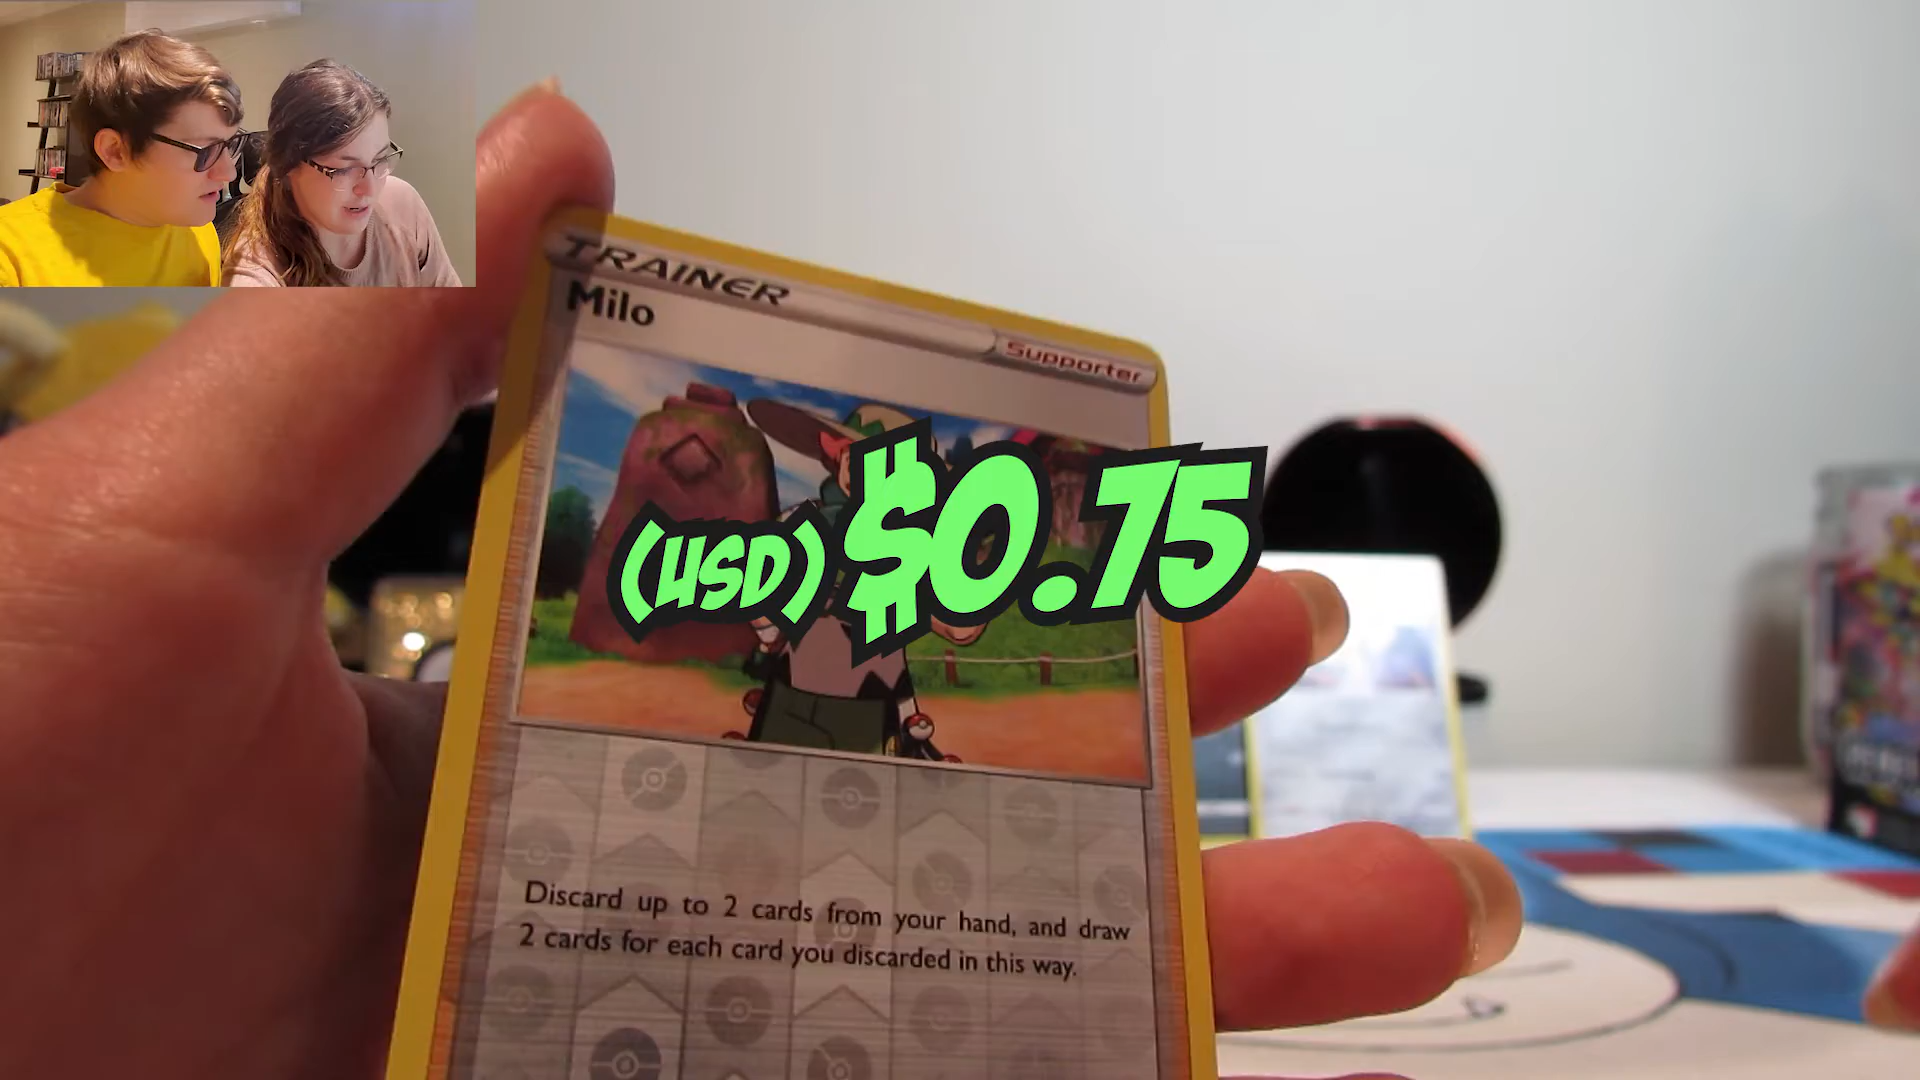 TRAINER
Milo
Supporter
(USD) $0.75
Discard up to 2 cards from your hand, and draw
2 cards for each card you discarded in this way.